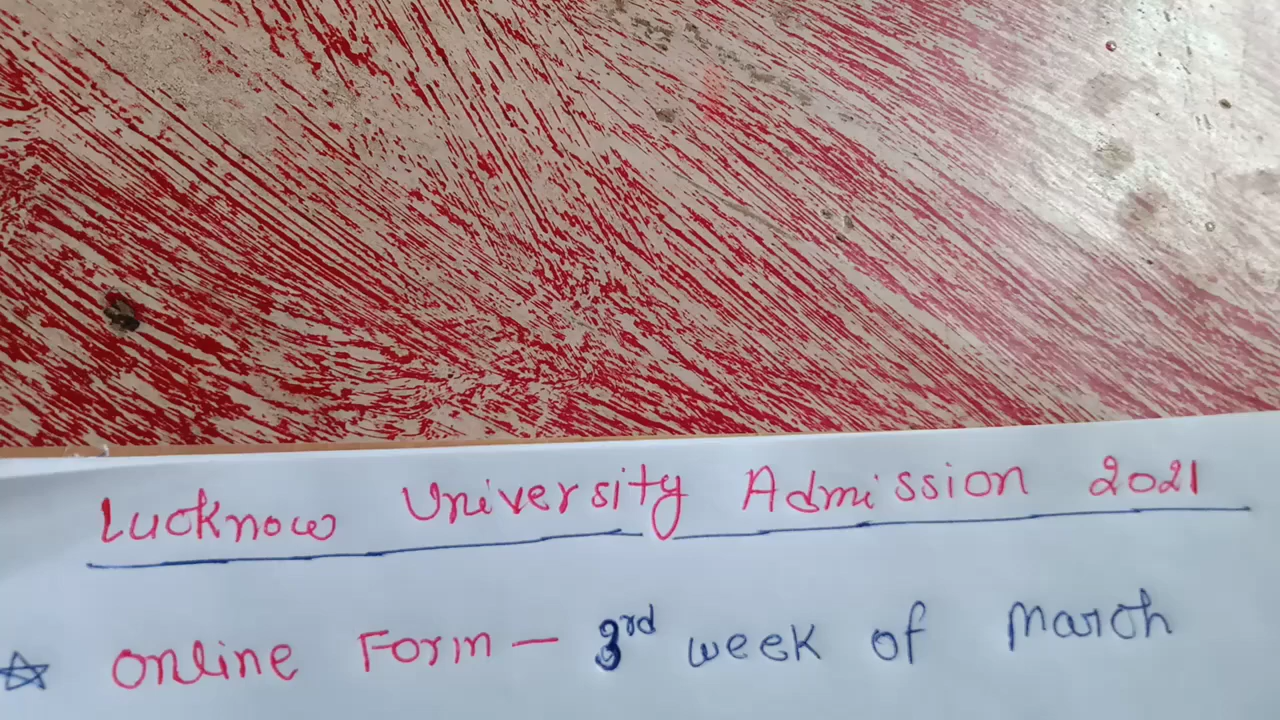 Lucknow University Admission 2021
☆ Online Form - 3rd week of March